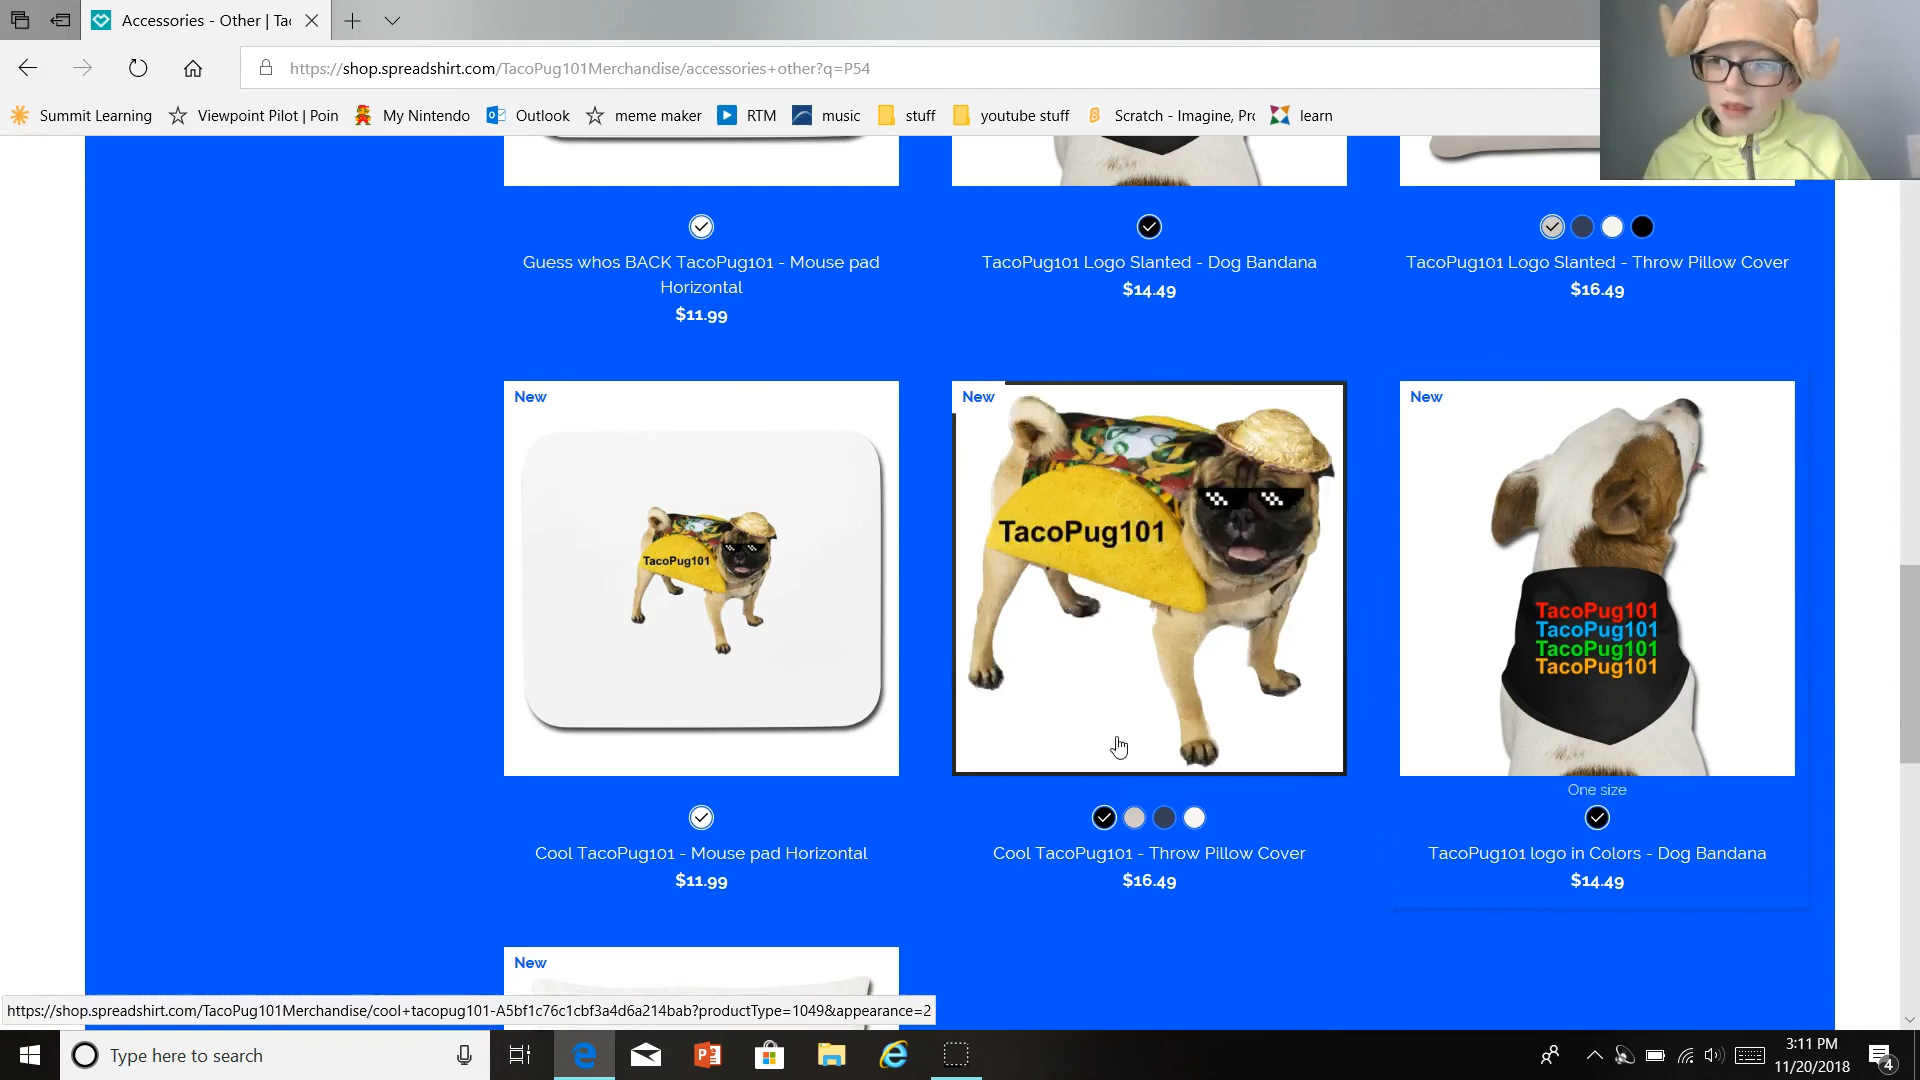 Accessories - Other | Tac
https://shop.spreadshirt.com/TacoPug101Merchandise/accessories+other?q=P54
Summit Learning
Viewpoint Pilot | Poin
My Nintendo
Outlook
meme maker
RTM
music
stuff
youtube stuff
Scratch - Imagine, Pro
learn
Guess whos BACK TacoPug101 - Mouse pad
Horizontal
$11.99
TacoPug101 Logo Slanted - Dog Bandana
$14.49
TacoPug101 Logo Slanted - Throw Pillow Cover
$16.49
New
TacoPug101
Cool TacoPug101 - Mouse pad Horizontal
$11.99
New
TacoPug101
Cool TacoPug101 - Throw Pillow Cover
$16.49
New
TacoPug101
TacoPug101
TacoPug101
TacoPug101
One size
TacoPug101 logo in Colors - Dog Bandana
$14.49
New
https://shop.spreadshirt.com/TacoPug101Merchandise/cool+tacopug101-A5bf1c76c1cbf3a4d6a214bab?productType=1049&appearance=2
Type here to search
3:11 PM
11/20/2018
4